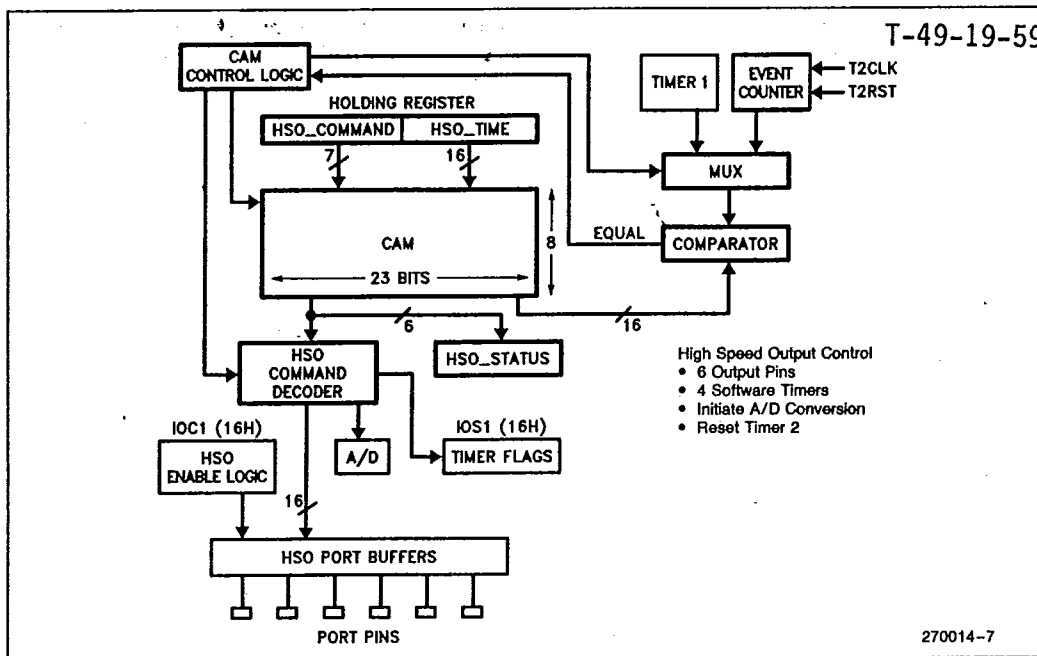 T-49-19-59
CAM
CONTROL LOGIC
TIMER 1
EVENT
COUNTER
T2CLK
T2RST
HOLDING REGISTER
HSO_COMMAND
HSO_TIME
7
16
MUX
CAM
8
EQUAL
COMPARATOR
23 BITS
6
16
HSO
COMMAND
DECODER
HSO_STATUS
High Speed Output Control
• 6 Output Pins
• 4 Software Timers
• Initiate A/D Conversion
• Reset Timer 2
IOC1 (16H)
HSO
ENABLE LOGIC
A/D
IOS1 (16H)
TIMER FLAGS
16
HSO PORT BUFFERS
PORT PINS
270014-7